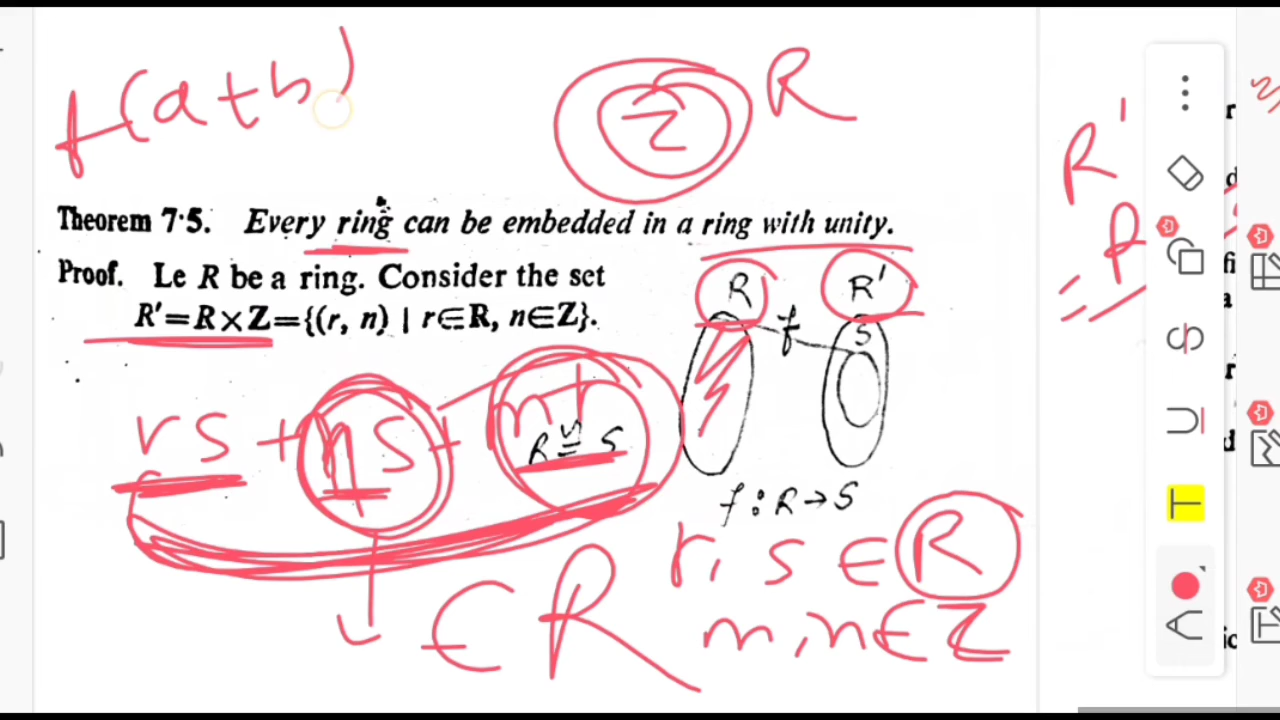 f(a+b)
Z R
R'
= R
Theorem 7·5. Every ring can be embedded in a ring with unity.
Proof. Le R be a ring. Consider the set
R'=R×Z={(r, n) | r∈R, n∈Z}.
R R'
f S
rs + ns + mr
R ≅ S
f : R → S
r, s ∈ R
∈ R m, n ∈ Z